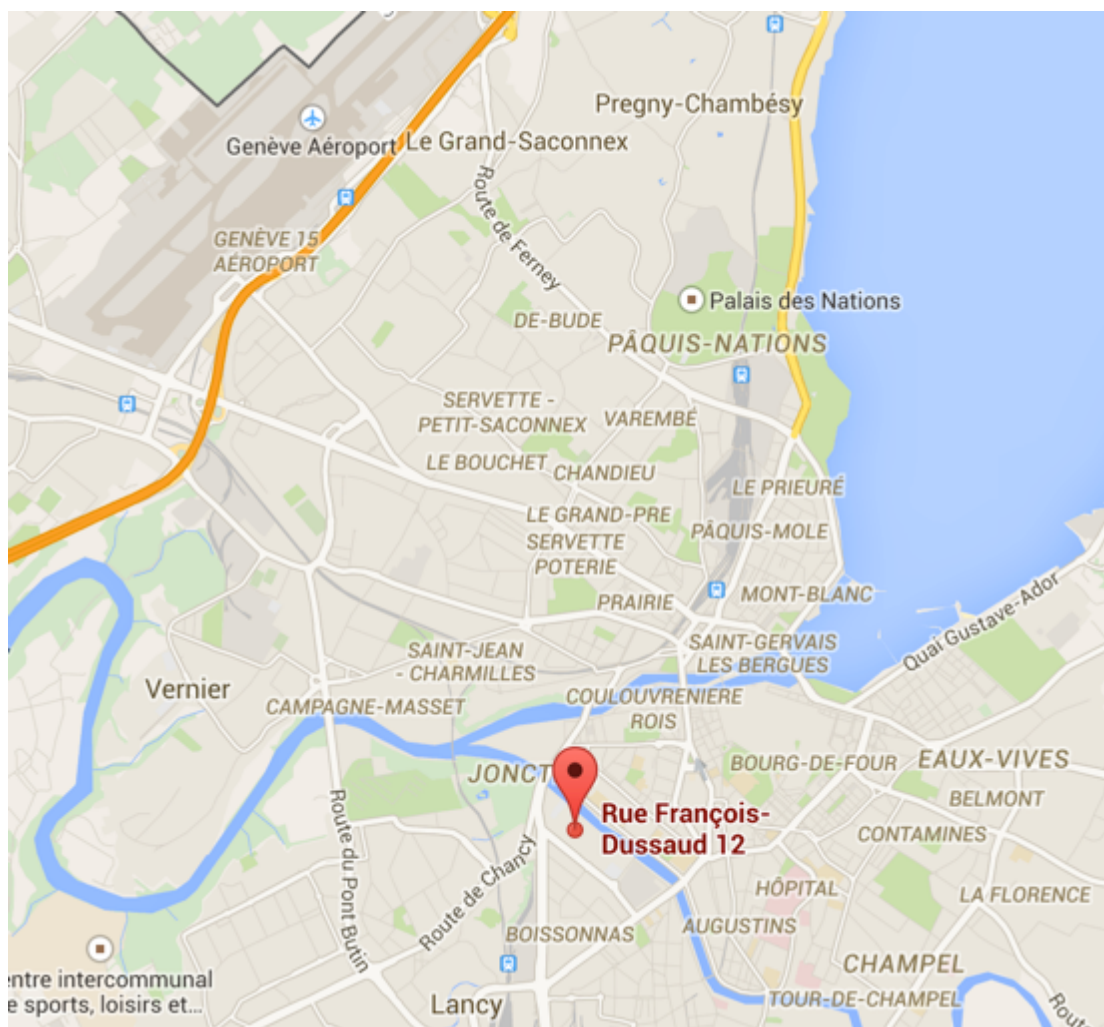 Pregny-Chambésy
Genève Aéroport
Le Grand-Saconnex
Route de Ferney
GENÈVE 15
AÉROPORT
Palais des Nations
DE-BUDE
PÂQUIS-NATIONS
SERVETTE -
PETIT-SACONNEX
VAREMBÉ
LE BOUCHET
CHANDIEU
LE PRIEURÉ
LE GRAND-PRE
PÂQUIS-MOLE
SERVETTE
POTERIE
PRAIRIE
MONT-BLANC
Quai Gustave-Ador
SAINT-GERVAIS
LES BERGUES
SAINT-JEAN
- CHARMILLES
Vernier
CAMPAGNE-MASSET
COULOUVRENIERE
ROIS
JONCT
BOURG-DE-FOUR
EAUX-VIVES
BELMONT
Rue François-
Dussaud 12
CONTAMINES
Route du Pont Butin
Route de Chancy
HÔPITAL
LA FLORENCE
AUGUSTINS
BOISSONNAS
CHAMPEL
entre intercommunal
e sports, loisirs et...
Lancy
TOUR-DE-CHAMPEL
Route